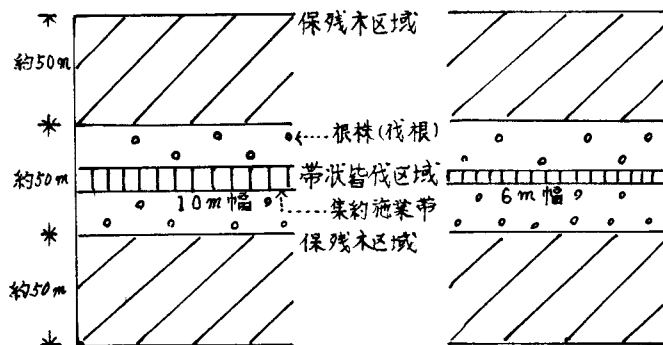 保残木区域
約50m
根株(伐根)
約50m
帯状皆伐区域
10m幅
6m幅
集約施業帯
保残木区域
約50m